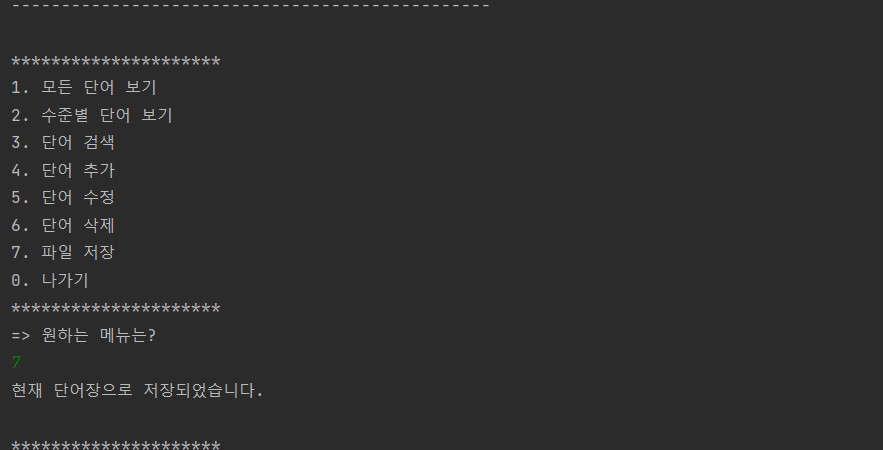 ------------------------------------------------
*********************
1. 모든 단어 보기
2. 수준별 단어 보기
3. 단어 검색
4. 단어 추가
5. 단어 수정
6. 단어 삭제
7. 파일 저장
0. 나가기
*********************
=> 원하는 메뉴는?
7
현재 단어장으로 저장되었습니다.
*********************